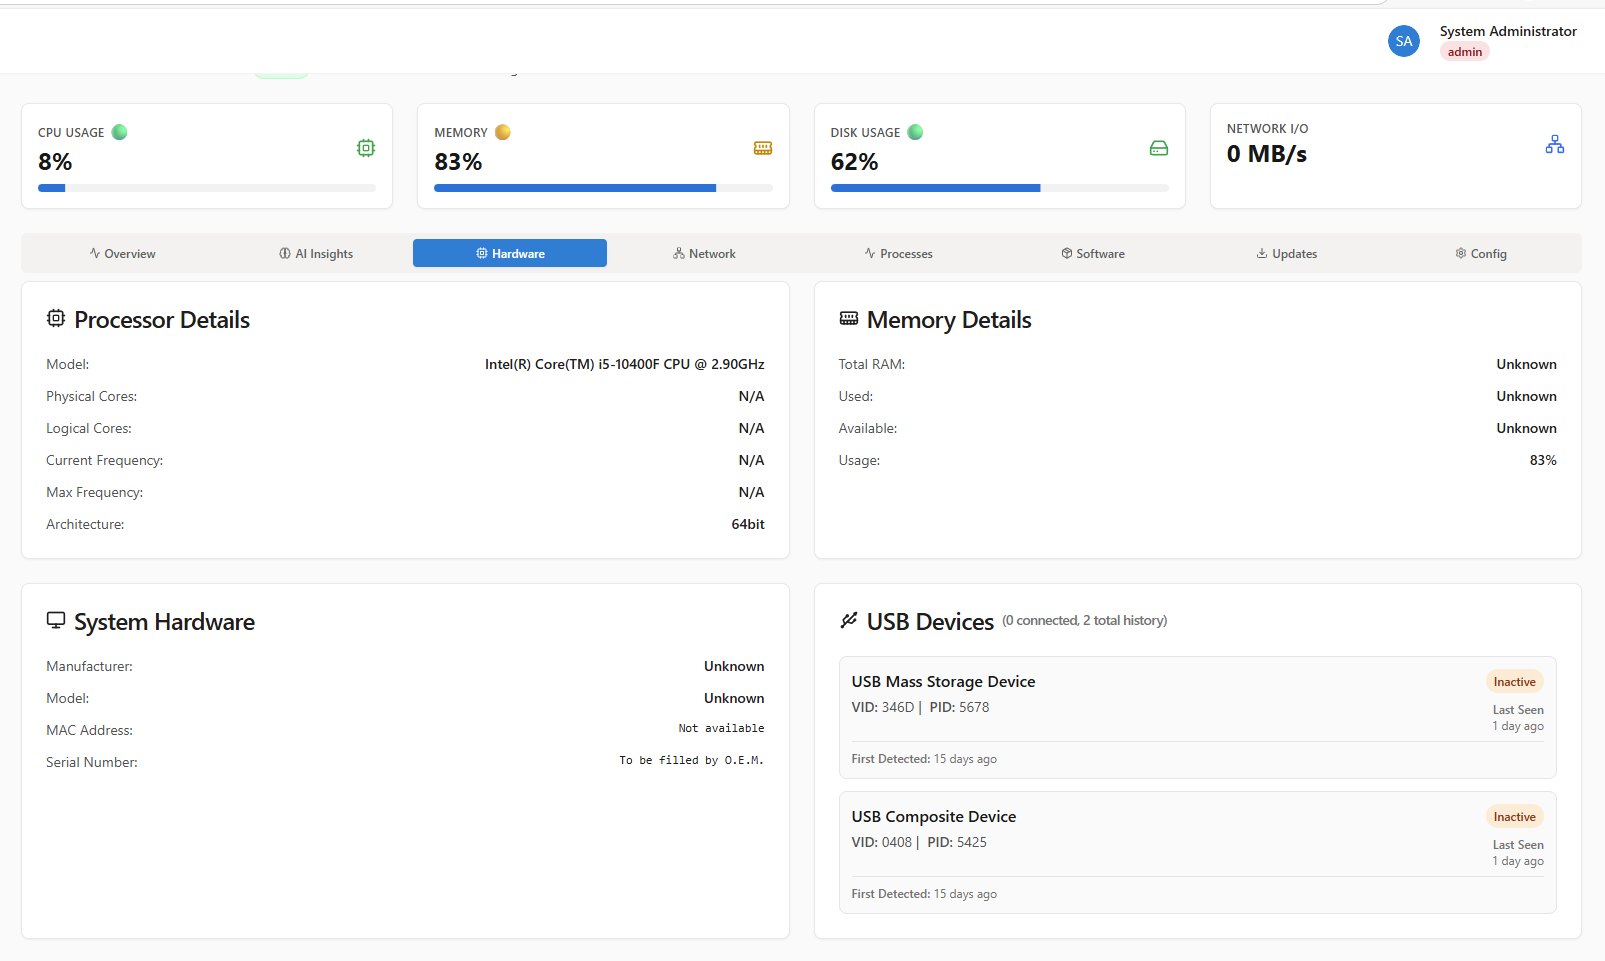 SA
System Administrator
admin
CPU USAGE
8%
MEMORY
83%
DISK USAGE
62%
NETWORK I/O
0 MB/s
Overview
AI Insights
Hardware
Network
Processes
Software
Updates
Config
Processor Details
Model: Intel(R) Core(TM) i5-10400F CPU @ 2.90GHz
Physical Cores: N/A
Logical Cores: N/A
Current Frequency: N/A
Max Frequency: N/A
Architecture: 64bit
Memory Details
Total RAM: Unknown
Used: Unknown
Available: Unknown
Usage: 83%
System Hardware
Manufacturer: Unknown
Model: Unknown
MAC Address: Not available
Serial Number: To be filled by O.E.M.
USB Devices (0 connected, 2 total history)
USB Mass Storage Device Inactive
VID: 346D | PID: 5678
Last Seen
1 day ago
First Detected: 15 days ago
USB Composite Device Inactive
VID: 0408 | PID: 5425
Last Seen
1 day ago
First Detected: 15 days ago